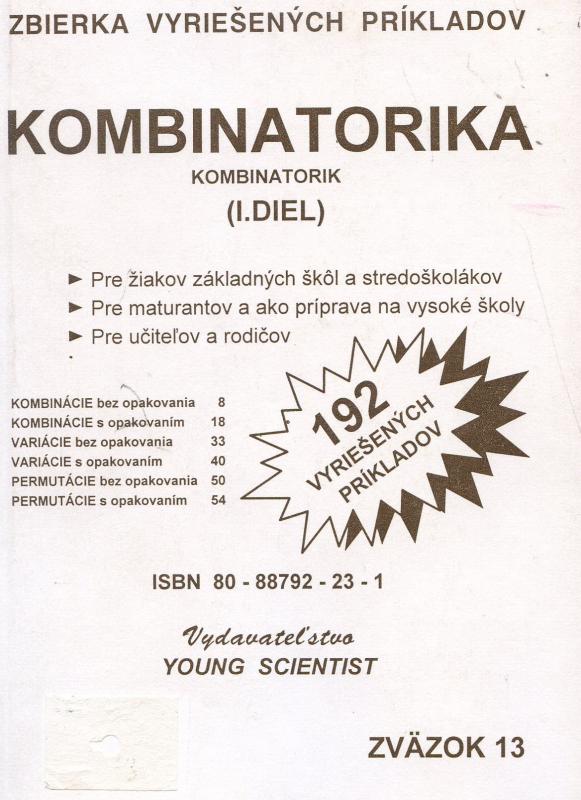 ZBIERKA VYRIEŠENÝCH PRÍKLADOV
KOMBINATORIKA
KOMBINATORIK
(I.DIEL)
► Pre žiakov základných škôl a stredoškolákov
► Pre maturantov a ako príprava na vysoké školy
► Pre učiteľov a rodičov
KOMBINÁCIE bez opakovania 8
KOMBINÁCIE s opakovaním 18
VARIÁCIE bez opakovania 33
VARIÁCIE s opakovaním 40
PERMUTÁCIE bez opakovania 50
PERMUTÁCIE s opakovaním 54
192
VYRIEŠENÝCH
PRÍKLADOV
ISBN 80 - 88792 - 23 - 1
Vydavateľstvo
YOUNG SCIENTIST
ZVÄZOK 13